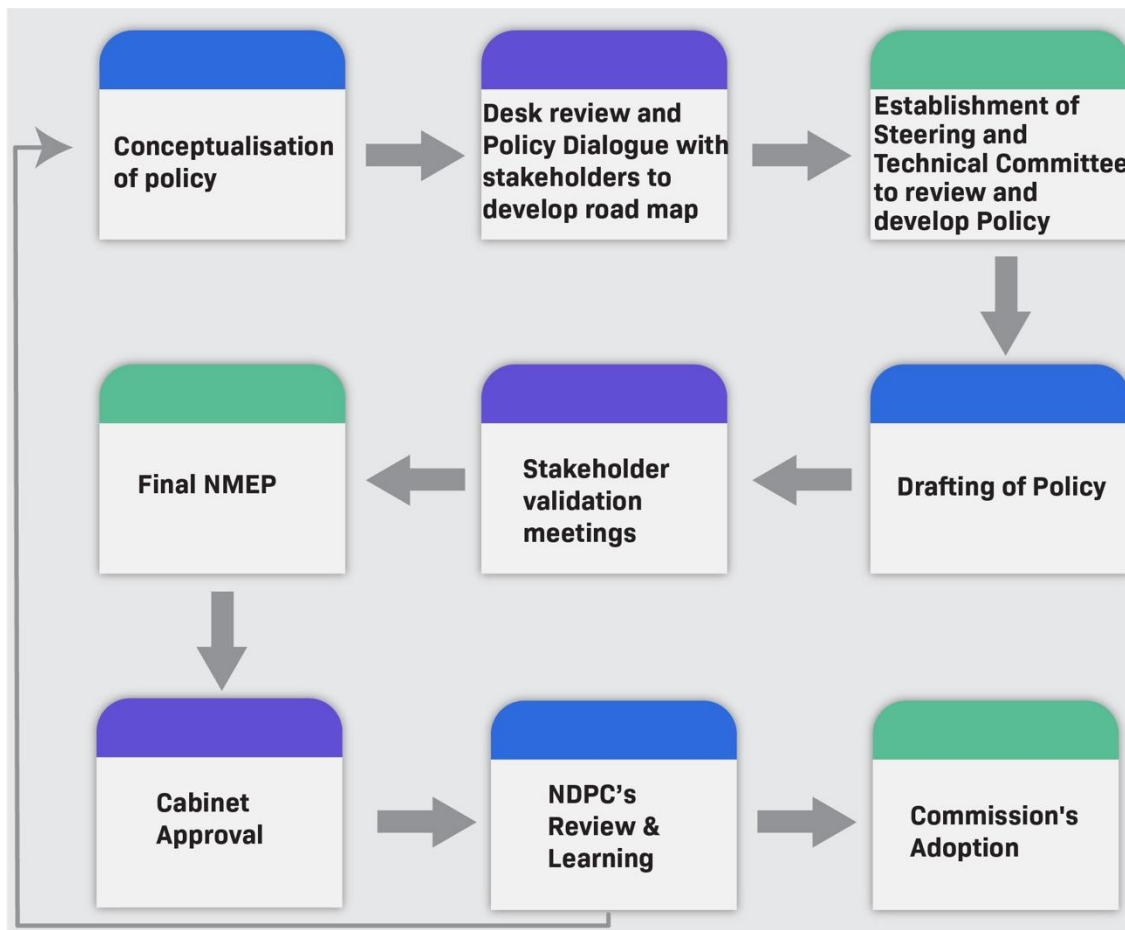 Conceptualisation
of policy
Desk review and
Policy Dialogue with
stakeholders to
develop road map
Establishment of
Steering and
Technical Committee
to review and
develop Policy
Final NMEP
Stakeholder
validation
meetings
Drafting of Policy
Cabinet
Approval
NDPC’s
Review &
Learning
Commission's
Adoption